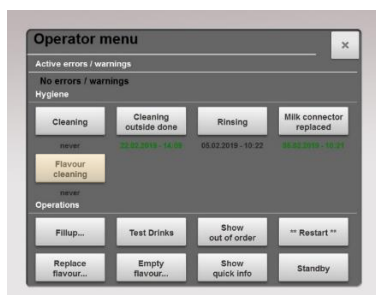 Operator menu
×
Active errors / warnings
No errors / warnings
Hygiene
Cleaning
Cleaning
outside done
Rinsing
Milk connector
replaced
never
05.02.2019 - 10:22
Flavour
cleaning
never
Operations
Fillup...
Test Drinks
Show
out of order
** Restart **
Replace
flavour...
Empty
flavour...
Show
quick info
Standby